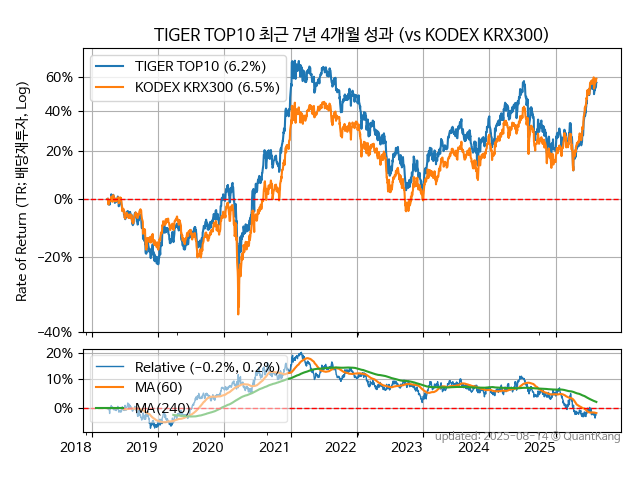 TIGER TOP10 최근 7년 4개월 성과 (vs KODEX KRX300)
Rate of Return (TR: 배당재투자, Log)
60%
40%
20%
0%
−20%
−40%
TIGER TOP10 (6.2%)
KODEX KRX300 (6.5%)
20%
10%
0%
Relative (−0.2%, 0.2%)
MA(60)
MA(240)
2018 2019 2020 2021 2022 2023 2024 2025
updated: 2025-08-14 © QuantKang